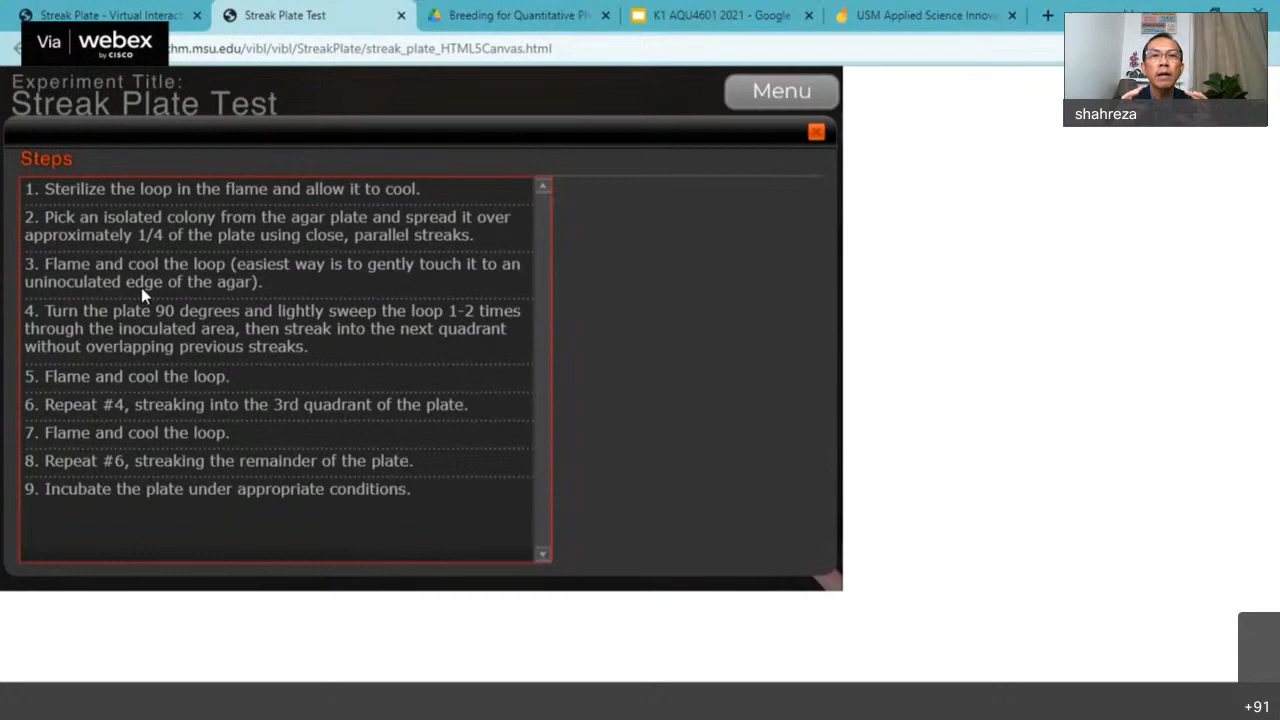 Streak Plate - Virtual Interact
Streak Plate Test
Breeding for Quantitative Ph
K1 AQU4601 2021 - Google
USM Applied Science Innova
Via webex
by CISCO
hm.msu.edu/vibl/vibl/StreakPlate/streak_plate_HTML5Canvas.html
shahreza
Experiment Title:
Streak Plate Test
Menu
Steps
1. Sterilize the loop in the flame and allow it to cool.
2. Pick an isolated colony from the agar plate and spread it over
approximately 1/4 of the plate using close, parallel streaks.
3. Flame and cool the loop (easiest way is to gently touch it to an
uninoculated edge of the agar).
4. Turn the plate 90 degrees and lightly sweep the loop 1-2 times
through the inoculated area, then streak into the next quadrant
without overlapping previous streaks.
5. Flame and cool the loop.
6. Repeat #4, streaking into the 3rd quadrant of the plate.
7. Flame and cool the loop.
8. Repeat #6, streaking the remainder of the plate.
9. Incubate the plate under appropriate conditions.
+91